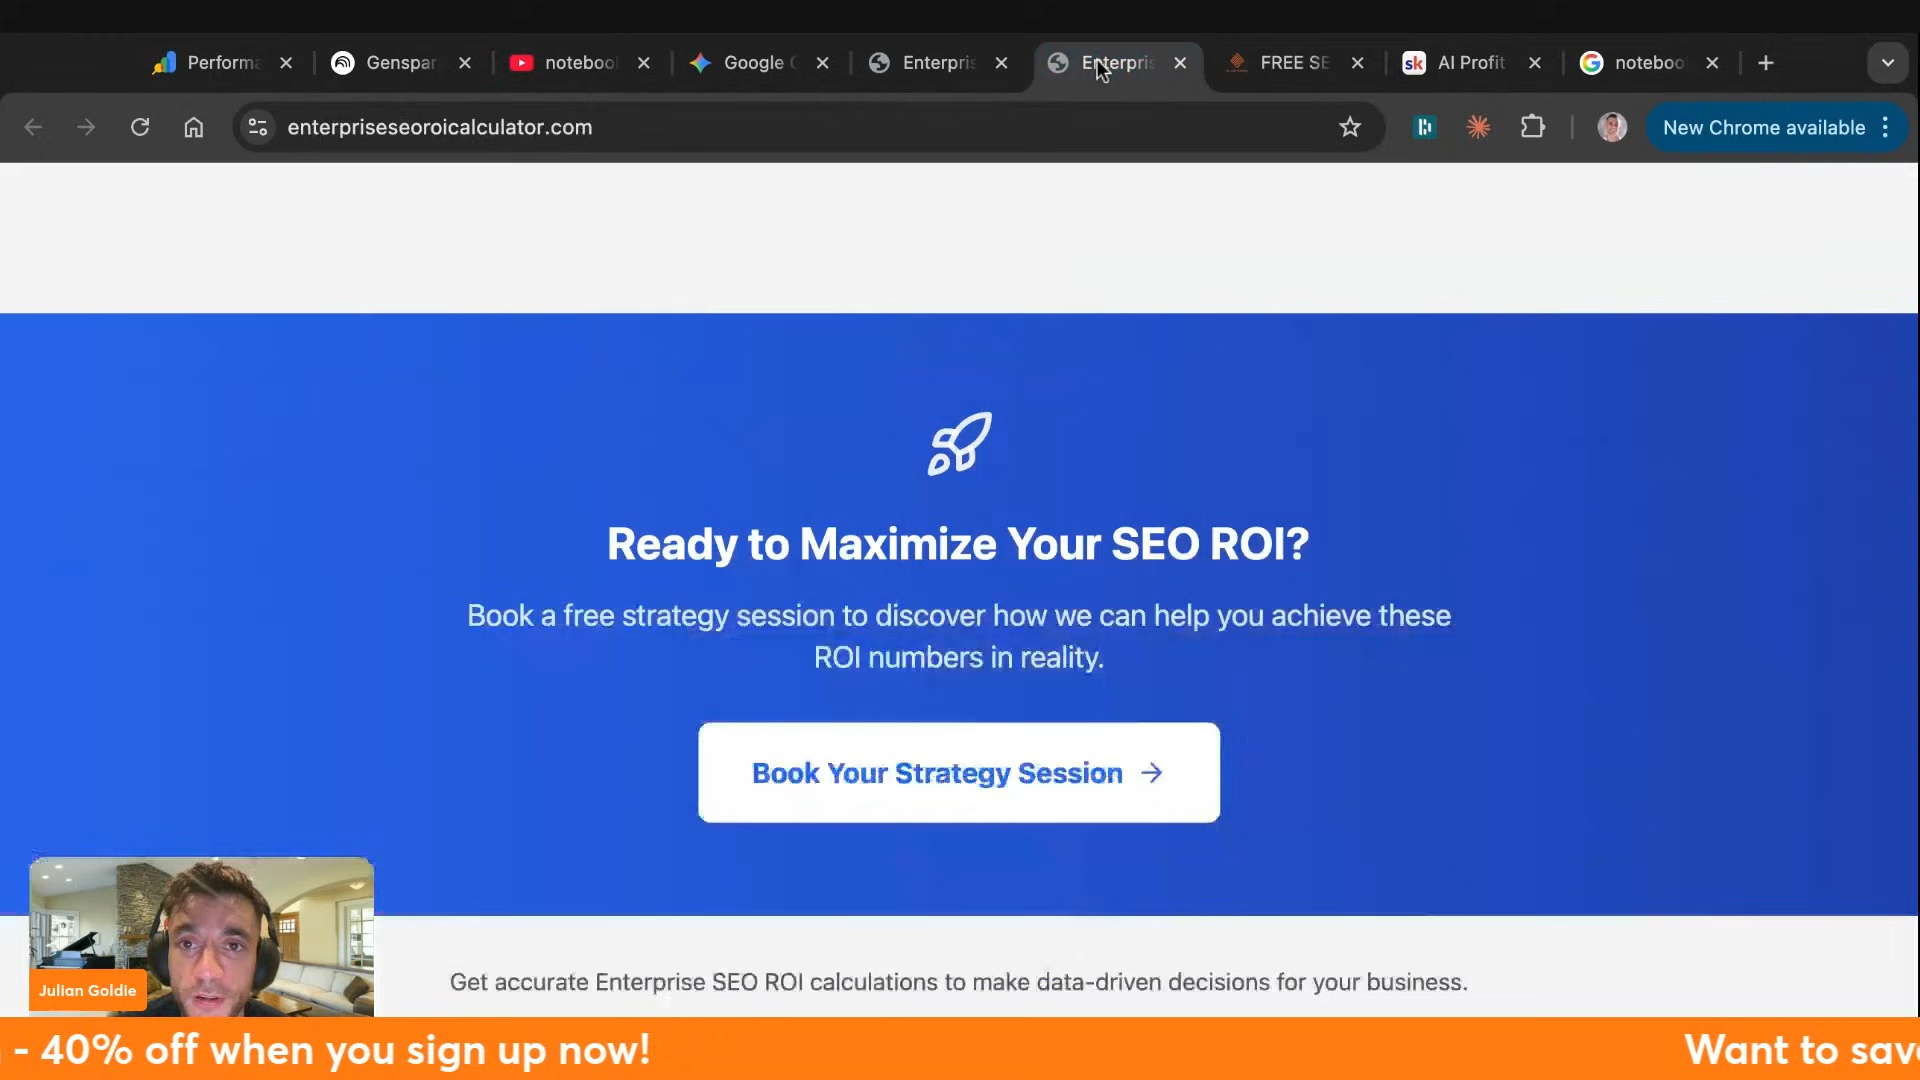 Performa
Genspar
noteboo
Google
Enterpris
Enterpris
FREE SE
sk
AI Profit
noteboo
enterpriseseoroicalculator.com
New Chrome available
Ready to Maximize Your SEO ROI?
Book a free strategy session to discover how we can help you achieve these
ROI numbers in reality.
Book Your Strategy Session →
Julian Goldie
Get accurate Enterprise SEO ROI calculations to make data-driven decisions for your business.
- 40% off when you sign up now!
Want to sav